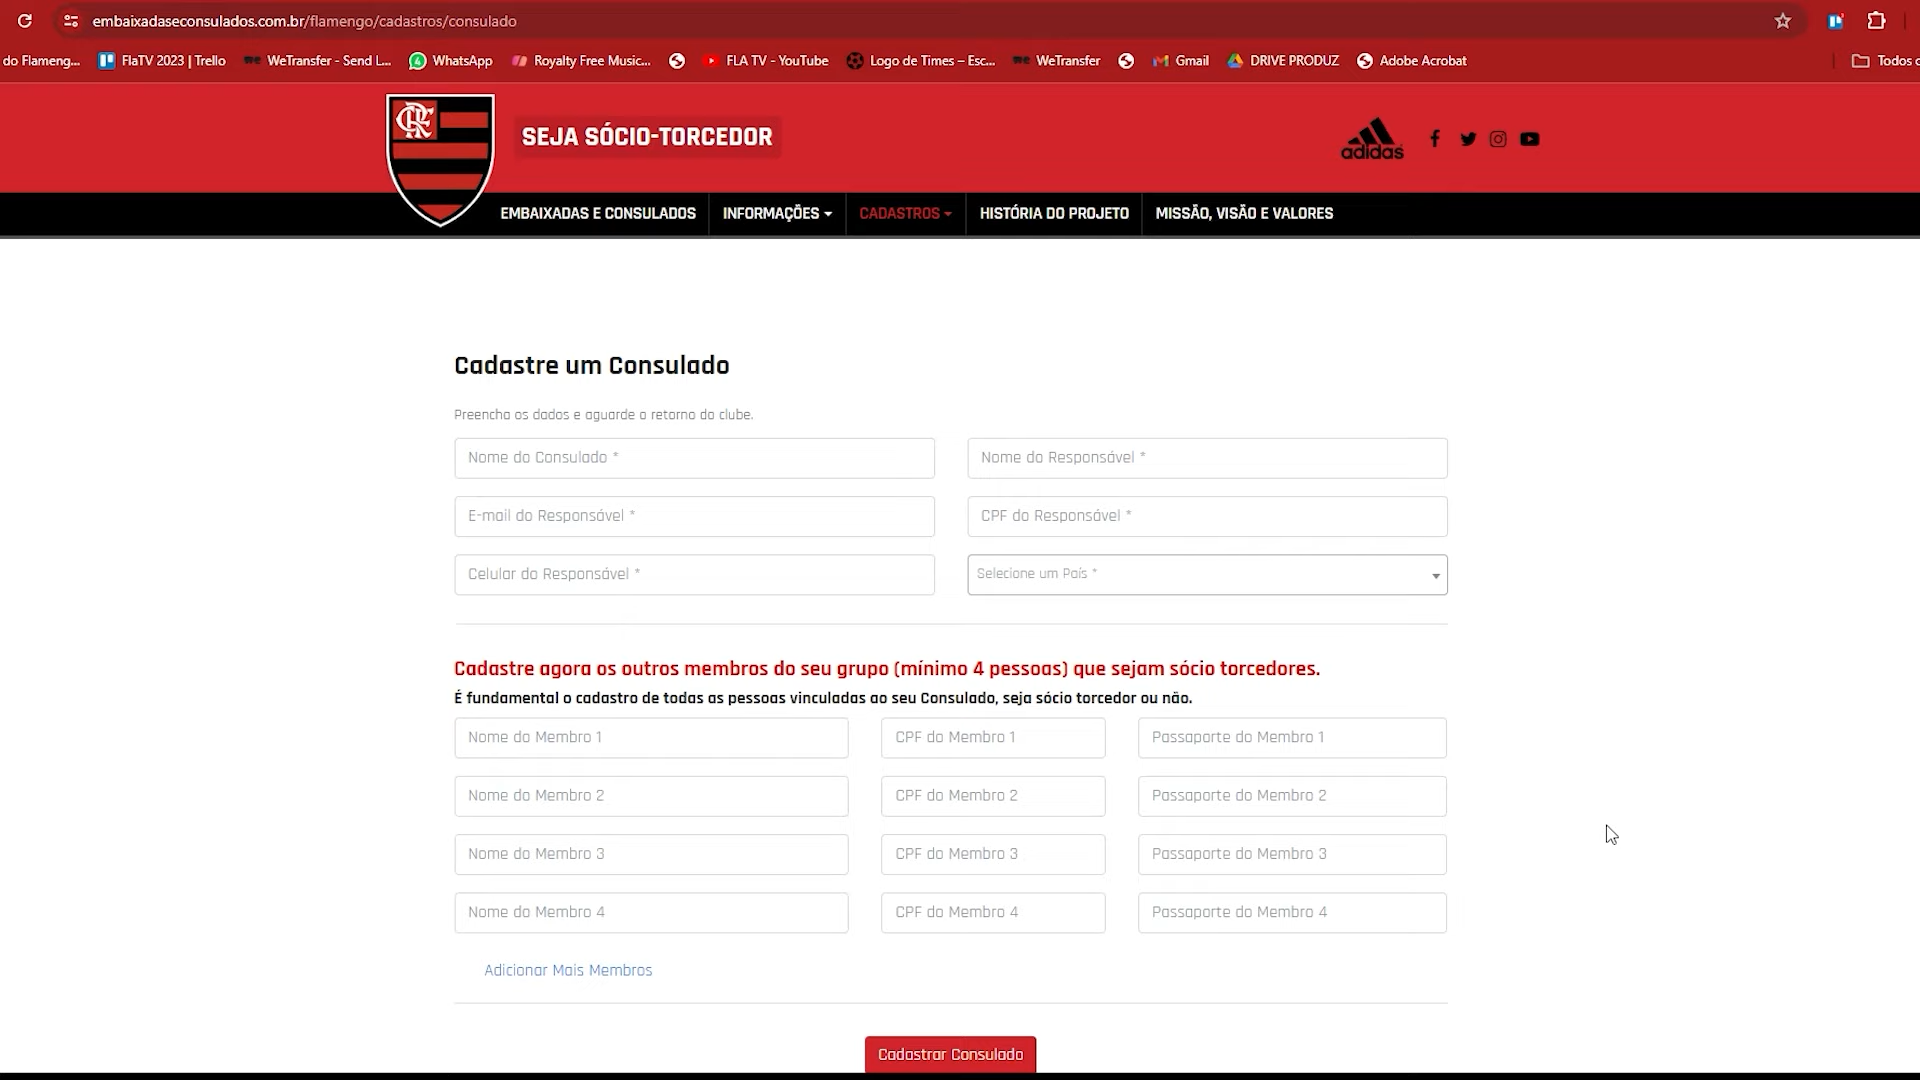 embaixadaseconsulados.com.br/flamengo/cadastros/consulado
do Flameng... FlaTV 2023 | Trello WeTransfer - Send L... WhatsApp Royalty Free Music... FLA TV - YouTube Logo de Times – Esc... WeTransfer Gmail DRIVE PRODUZ Adobe Acrobat Todos
SEJA SÓCIO-TORCEDOR
adidas
EMBAIXADAS E CONSULADOS INFORMAÇÕES CADASTROS HISTÓRIA DO PROJETO MISSÃO, VISÃO E VALORES
Cadastre um Consulado
Preencha os dados e aguarde o retorno do clube.
Nome do Consulado * Nome do Responsável *
E-mail do Responsável * CPF do Responsável *
Celular do Responsável * Selecione um País *
Cadastre agora os outros membros do seu grupo (mínimo 4 pessoas) que sejam sócio torcedores.
É fundamental o cadastro de todas as pessoas vinculadas ao seu Consulado, seja sócio torcedor ou não.
Nome do Membro 1 CPF do Membro 1 Passaporte do Membro 1
Nome do Membro 2 CPF do Membro 2 Passaporte do Membro 2
Nome do Membro 3 CPF do Membro 3 Passaporte do Membro 3
Nome do Membro 4 CPF do Membro 4 Passaporte do Membro 4
Adicionar Mais Membros
Cadastrar Consulado